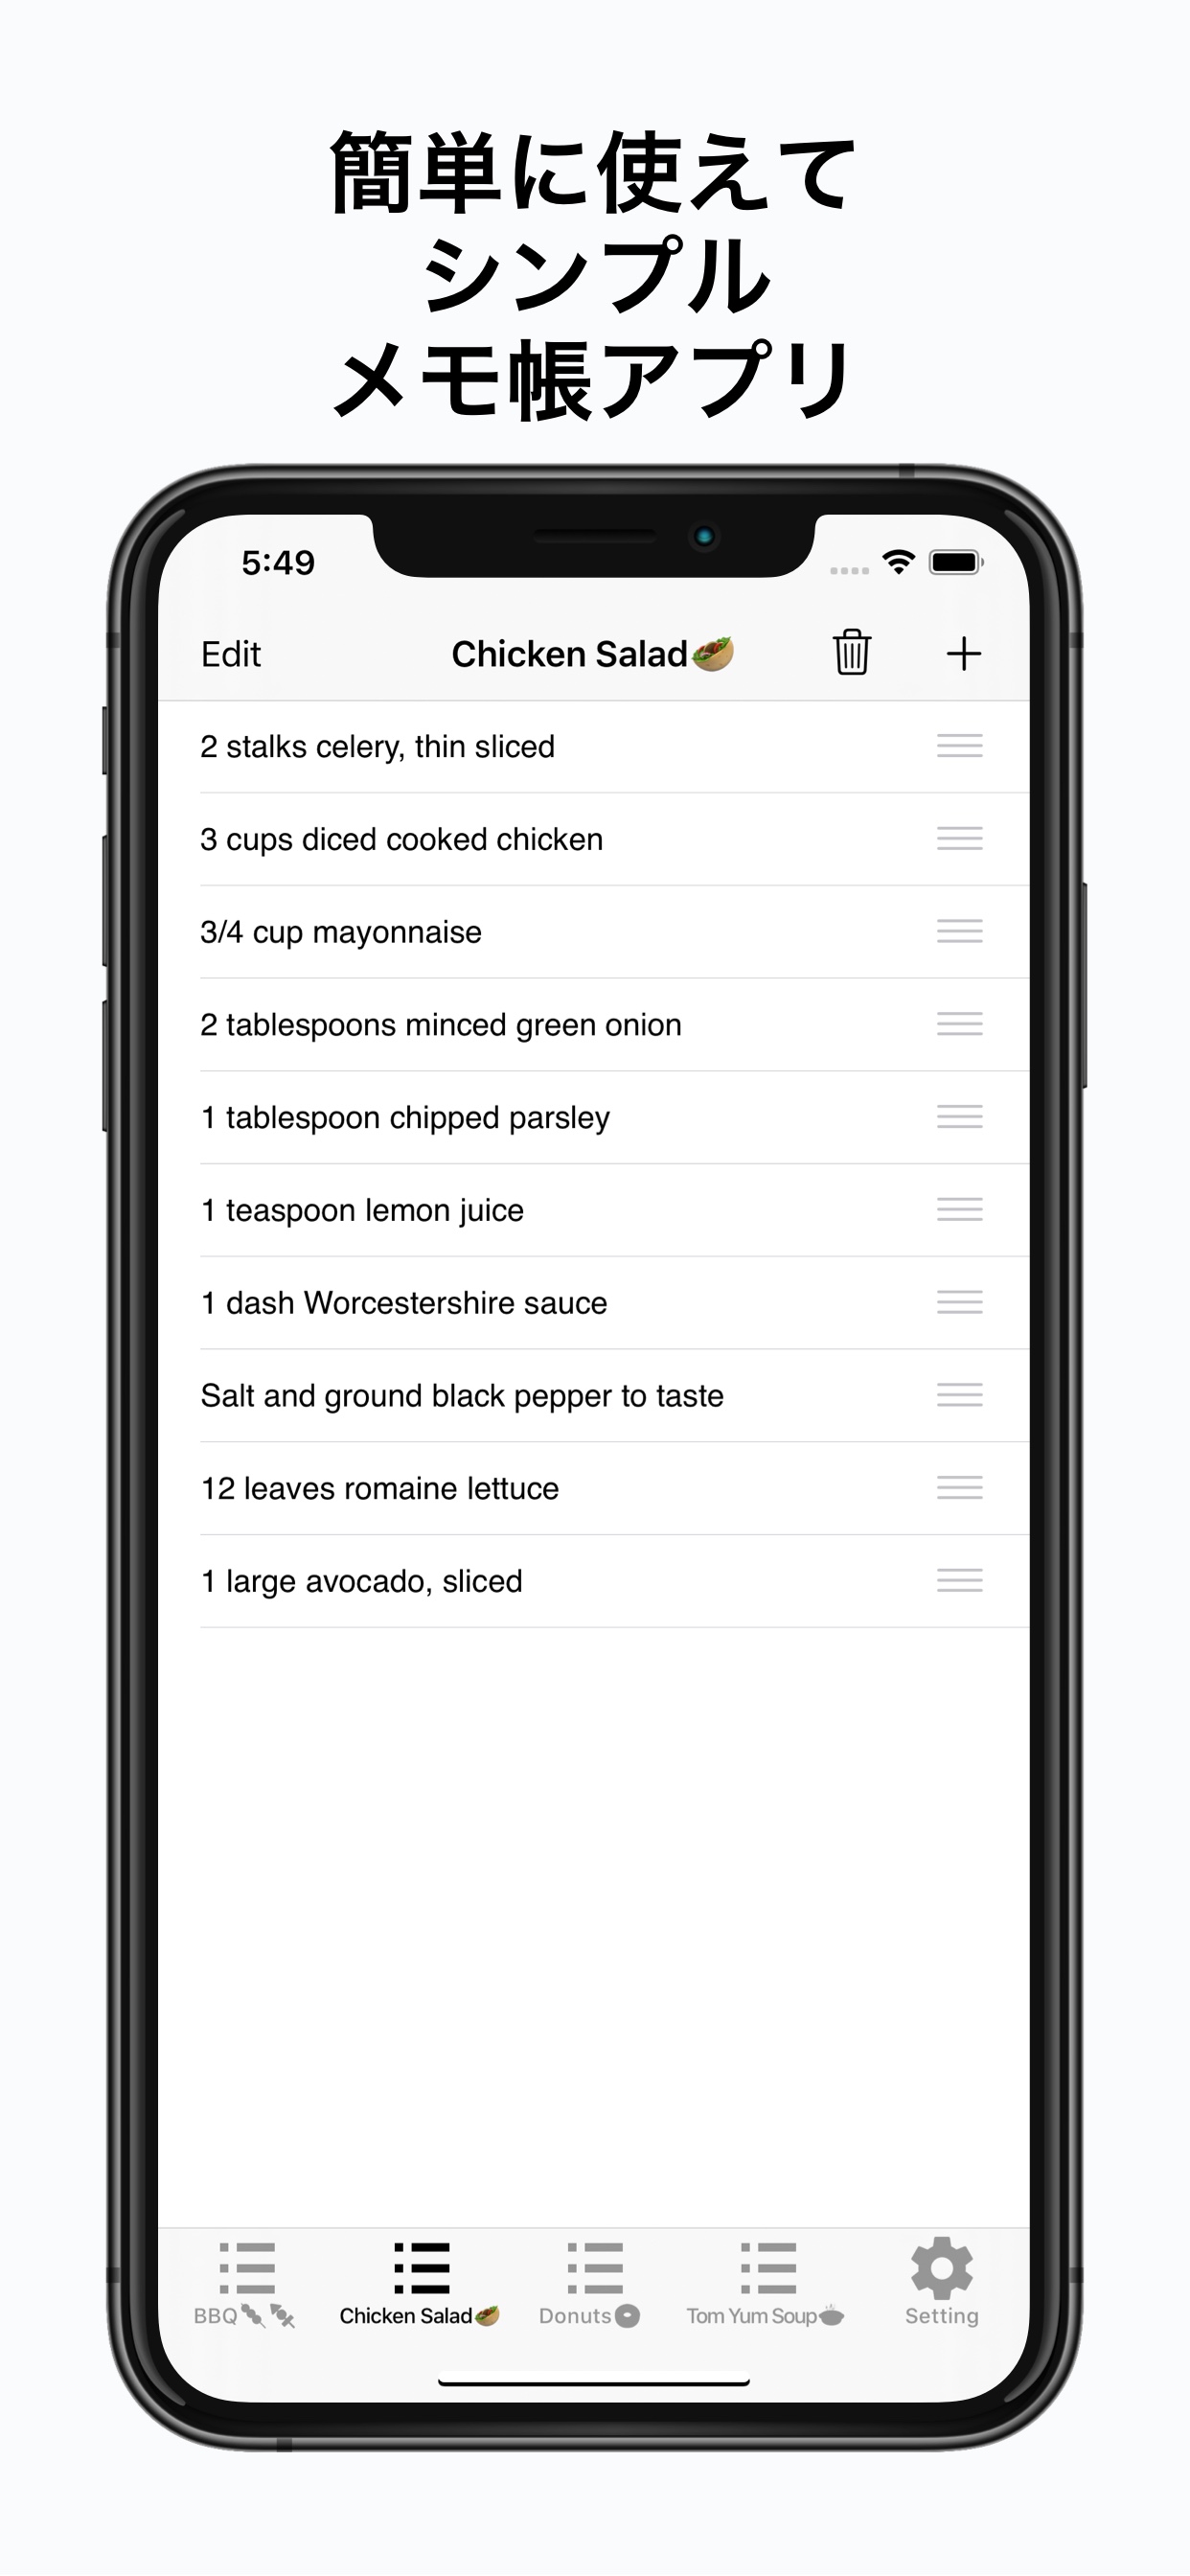 簡単に使えて
シンプル
メモ帳アプリ
5:49
Edit Chicken Salad🥙
2 stalks celery, thin sliced
3 cups diced cooked chicken
3/4 cup mayonnaise
2 tablespoons minced green onion
1 tablespoon chipped parsley
1 teaspoon lemon juice
1 dash Worcestershire sauce
Salt and ground black pepper to taste
12 leaves romaine lettuce
1 large avocado, sliced
BBQ🍡🍢 Chicken Salad🥙 Donuts🍩 Tom Yum Soup🍲 Setting